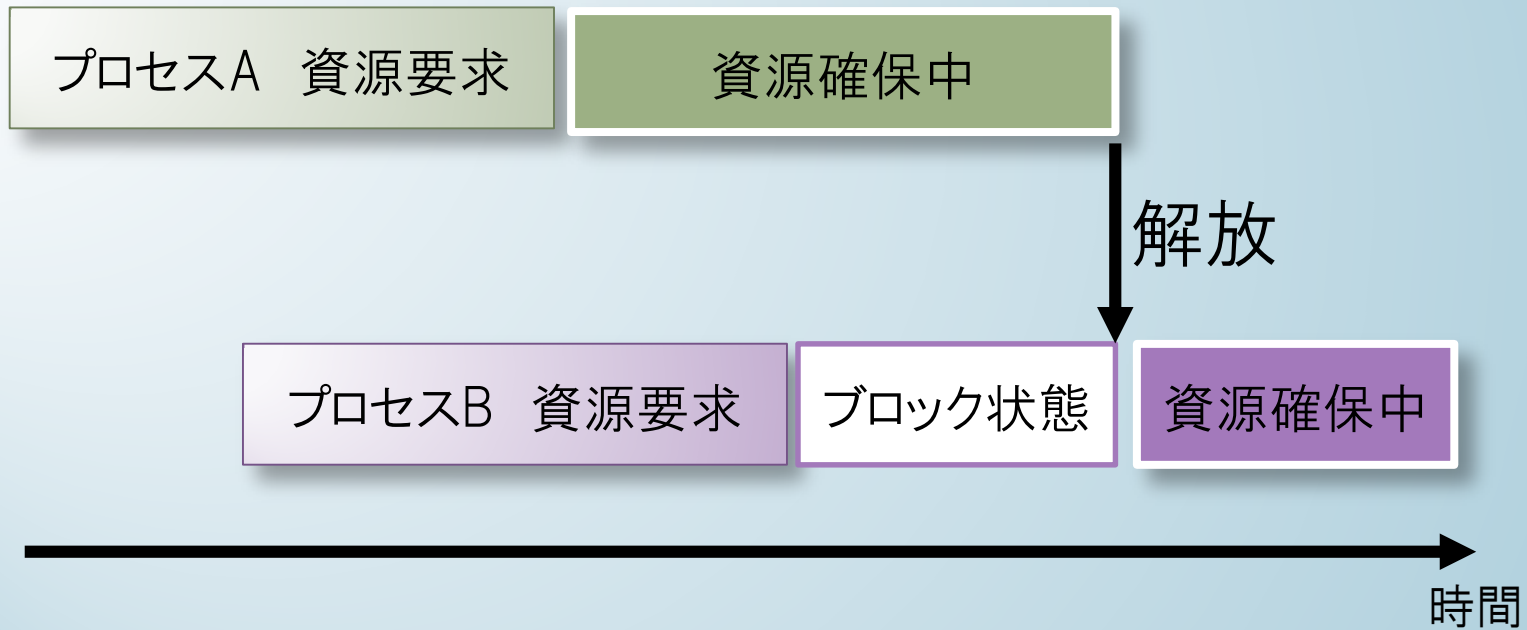 プロセスA　資源要求
資源確保中
解放
プロセスB　資源要求
ブロック状態
資源確保中
時間